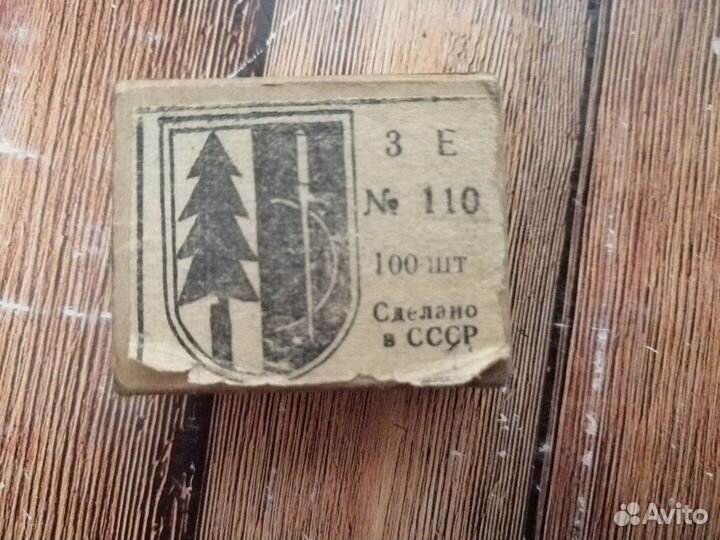 3 Е
№ 110
100 шт
Сделано
в СССР
Avito